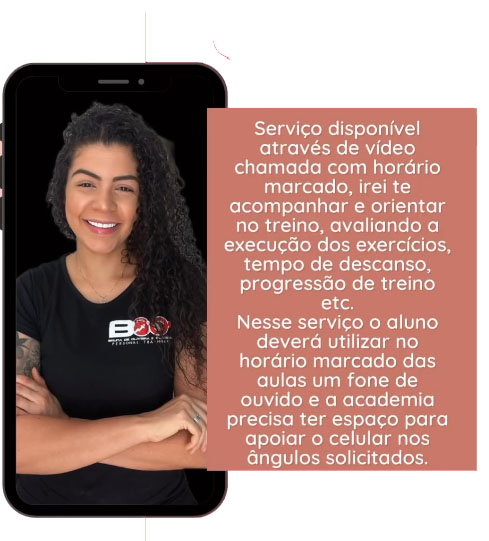 Serviço disponível
através de vídeo
chamada com horário
marcado, irei te
acompanhar e orientar
no treino, avaliando a
execução dos exercícios,
tempo de descanso,
progressão de treino
etc.
Nesse serviço o aluno
deverá utilizar no
horário marcado das
aulas um fone de
ouvido e a academia
precisa ter espaço para
apoiar o celular nos
ângulos solicitados.
PERSONAL TRAINER